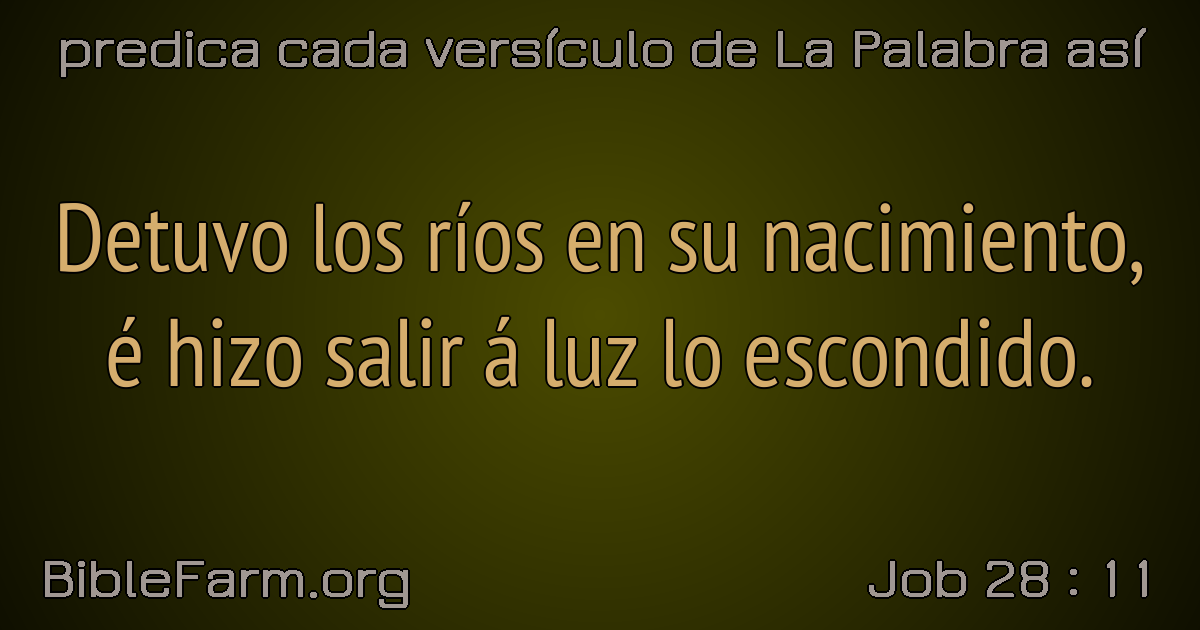 predica cada versículo de La Palabra así
Detuvo los ríos en su nacimiento,
é hizo salir á luz lo escondido.
BibleFarm.org
Job 28 : 11